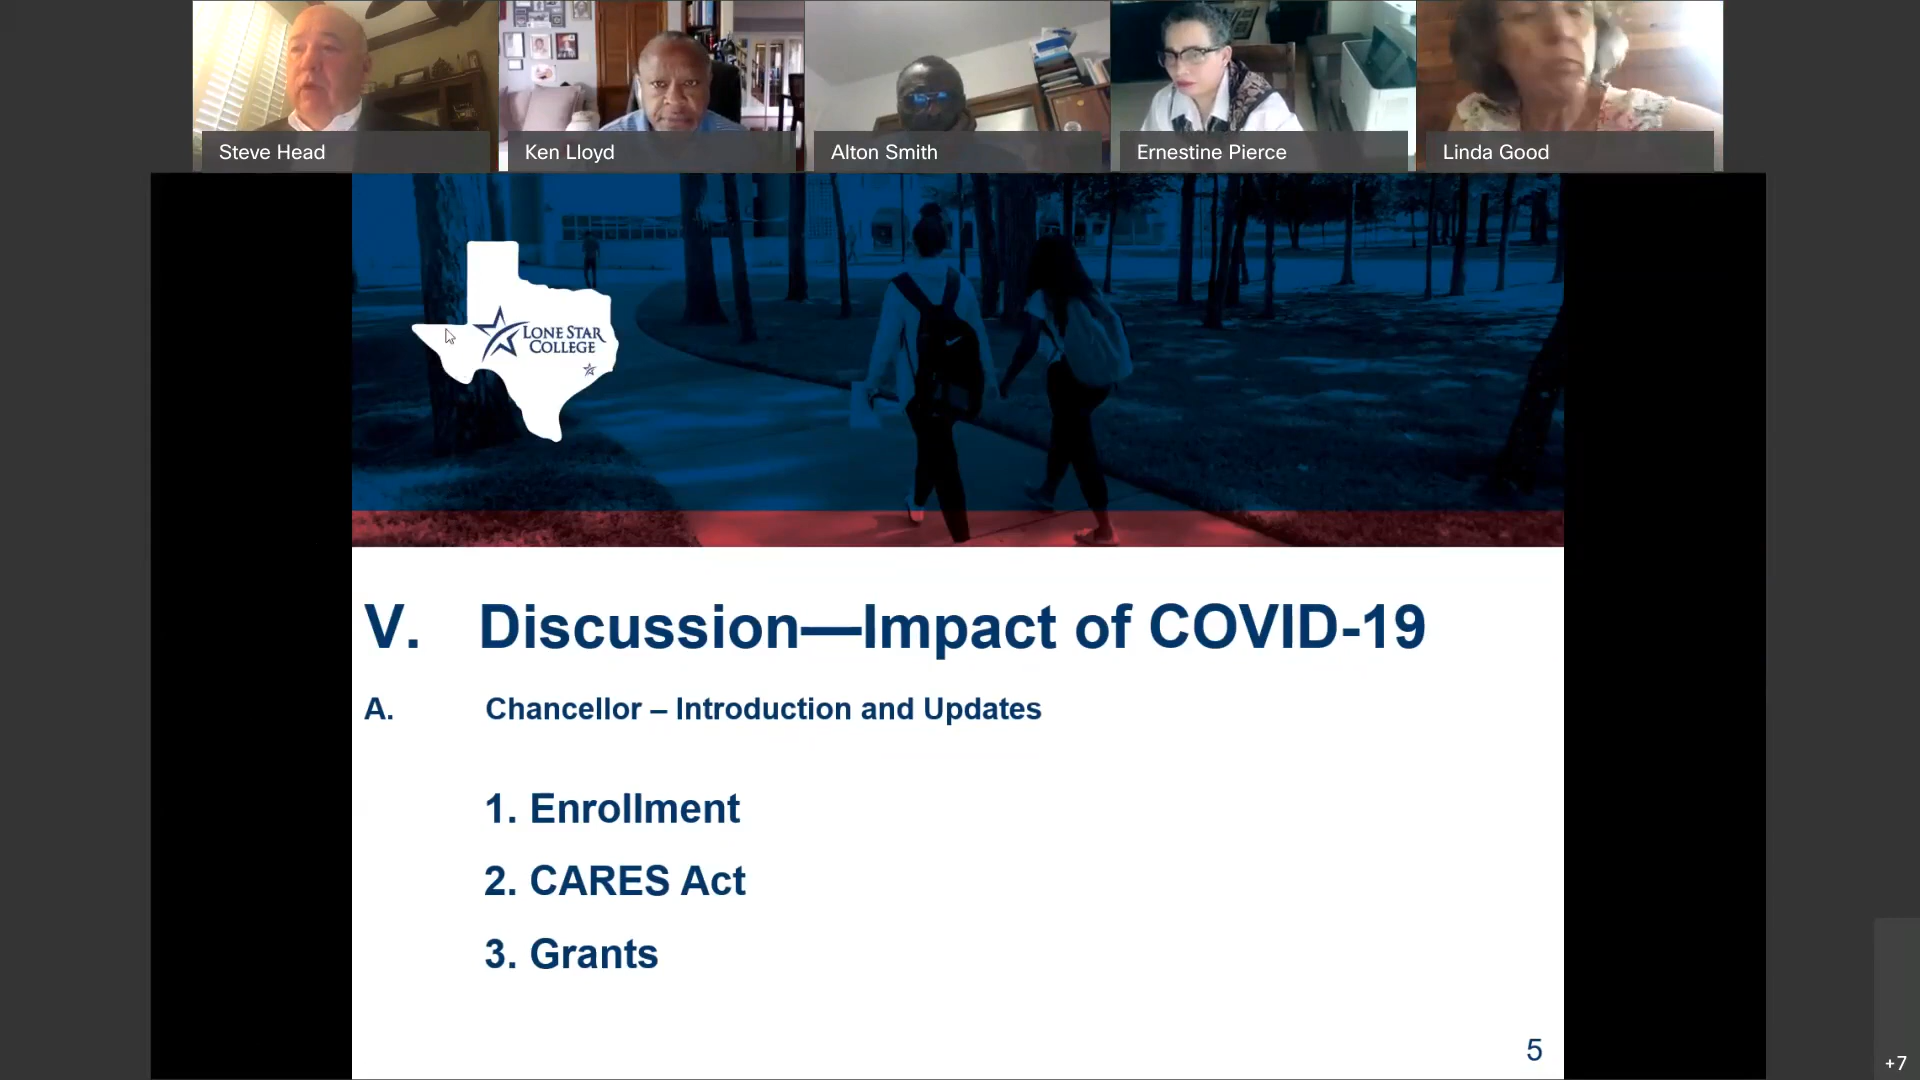 Steve Head
Ken Lloyd
Alton Smith
Ernestine Pierce
Linda Good
LONE STAR
COLLEGE
V. Discussion—Impact of COVID-19
A. Chancellor – Introduction and Updates
1. Enrollment
2. CARES Act
3. Grants
5
+7